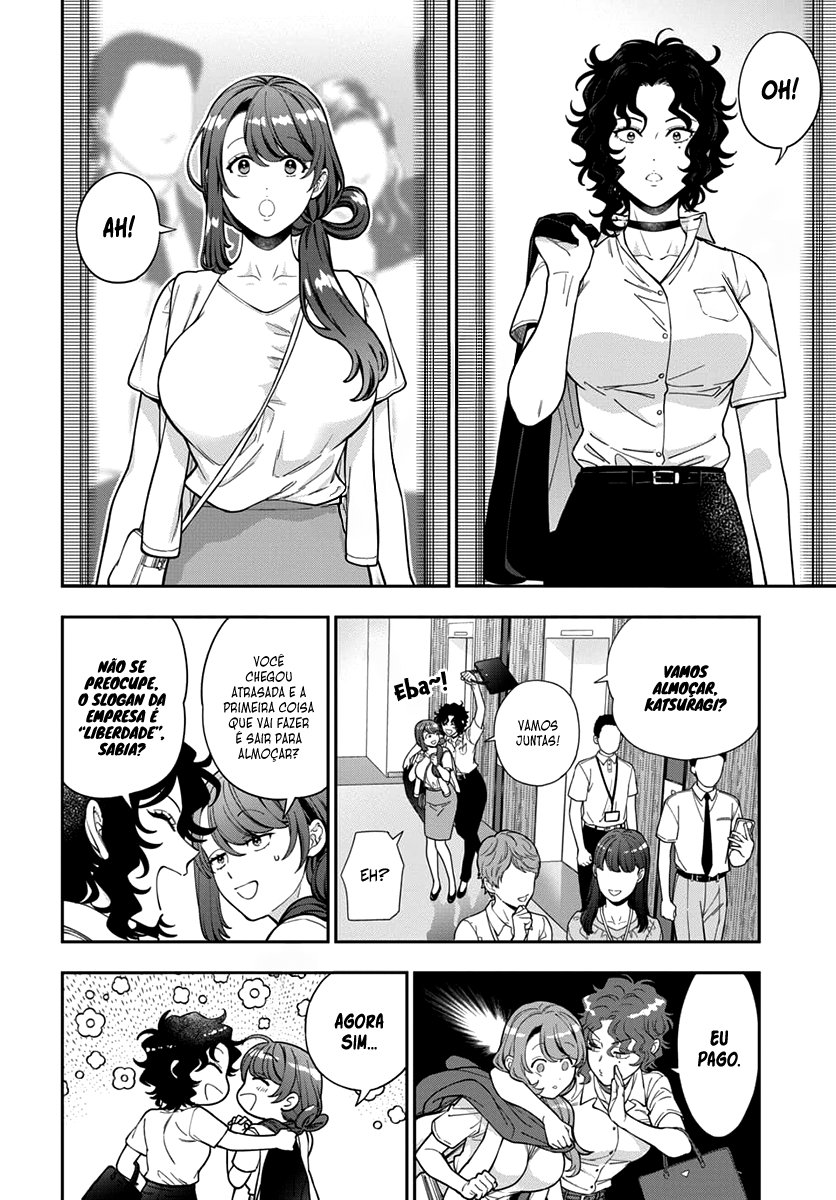 OH!
AH!
VAMOS
ALMOÇAR,
KATSURAGI?
VAMOS
JUNTAS!
Eba~!
EH?
VOCÊ
CHEGOU
ATRASADA E A
PRIMEIRA COISA
QUE VAI FAZER
É SAIR PARA
ALMOÇAR?
NÃO SE
PREOCUPE,
O SLOGAN DA
EMPRESA É
"LIBERDADE",
SABIA?
EU
PAGO.
AGORA
SIM...